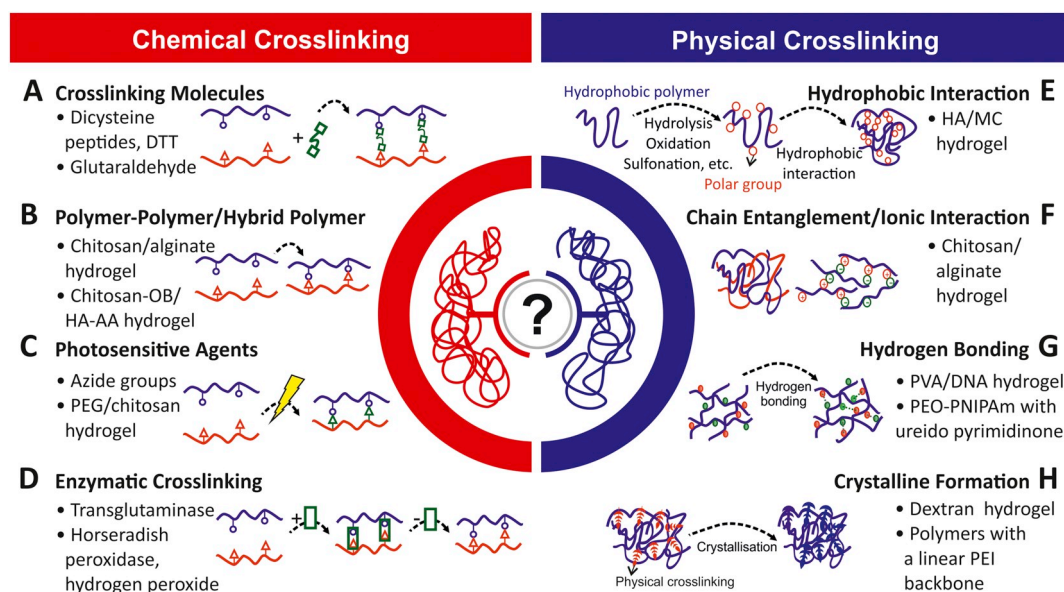 Chemical Crosslinking
Physical Crosslinking
A Crosslinking Molecules
• Dicysteine
peptides, DTT
• Glutaraldehyde
+
B Polymer-Polymer/Hybrid Polymer
• Chitosan/alginate
hydrogel
• Chitosan-OB/
HA-AA hydrogel
C Photosensitive Agents
• Azide groups
• PEG/chitosan
hydrogel
D Enzymatic Crosslinking
• Transglutaminase
• Horseradish
peroxidase,
hydrogen peroxide
+
-
?
Hydrophobic Interaction E
• HA/MC
hydrogel
Hydrophobic polymer
Hydrolysis
Oxidation
Sulfonation, etc.
Polar group
Hydrophobic
interaction
Chain Entanglement/Ionic Interaction F
• Chitosan/
alginate
hydrogel
Hydrogen Bonding G
Hydrogen
bonding
• PVA/DNA hydrogel
• PEO-PNIPAm with
ureido pyrimidinone
Crystalline Formation H
Crystallisation
Physical crosslinking
• Dextran hydrogel
• Polymers with
a linear PEI
backbone